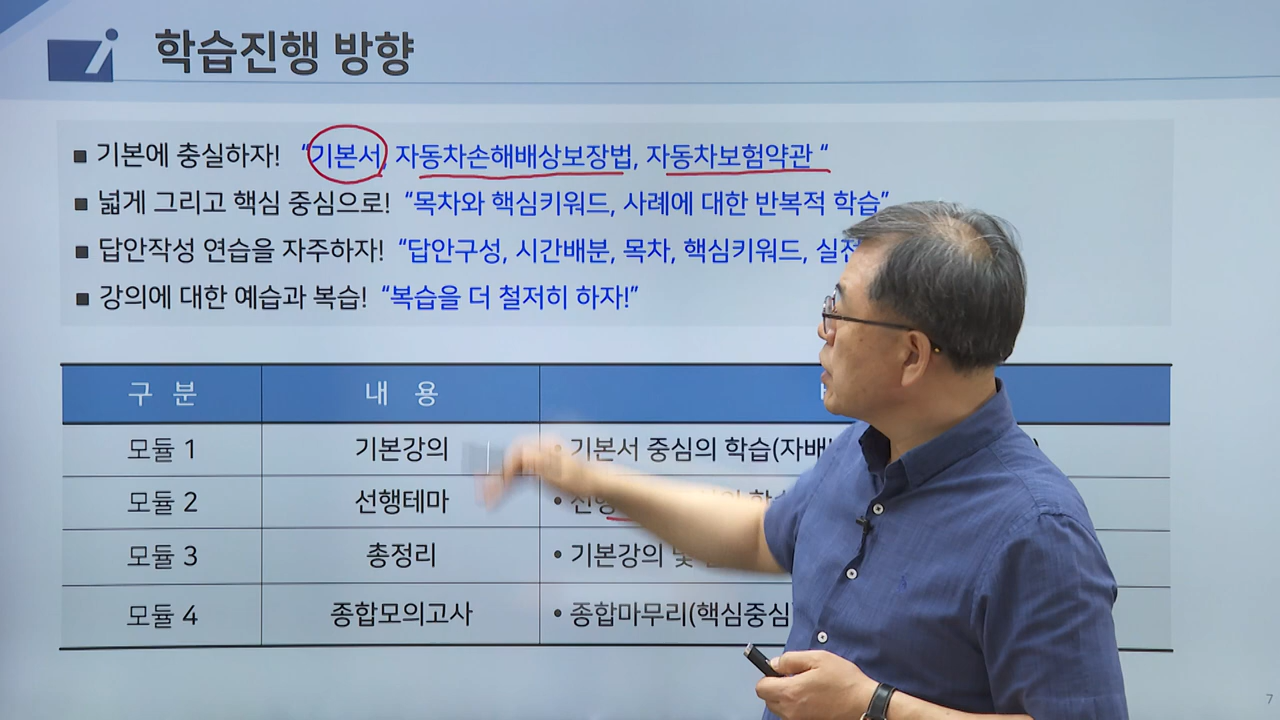 학습진행 방향
■ 기본에 충실하자! “기본서, 자동차손해배상보장법, 자동차보험약관 “
■ 넓게 그리고 핵심 중심으로! “목차와 핵심키워드, 사례에 대한 반복적 학습”
■ 답안작성 연습을 자주하자! “답안구성, 시간배분, 목차, 핵심키워드,
■ 강의에 대한 예습과 복습! “복습을 더 철저히 하자!”
구 분 내 용
모듈 1 기본강의 • 기본서 중심의 학습(자배
모듈 2 선행테마 •
모듈 3 총정리 • 기본강의 및
모듈 4 종합모의고사 • 종합마무리(핵심중심
7